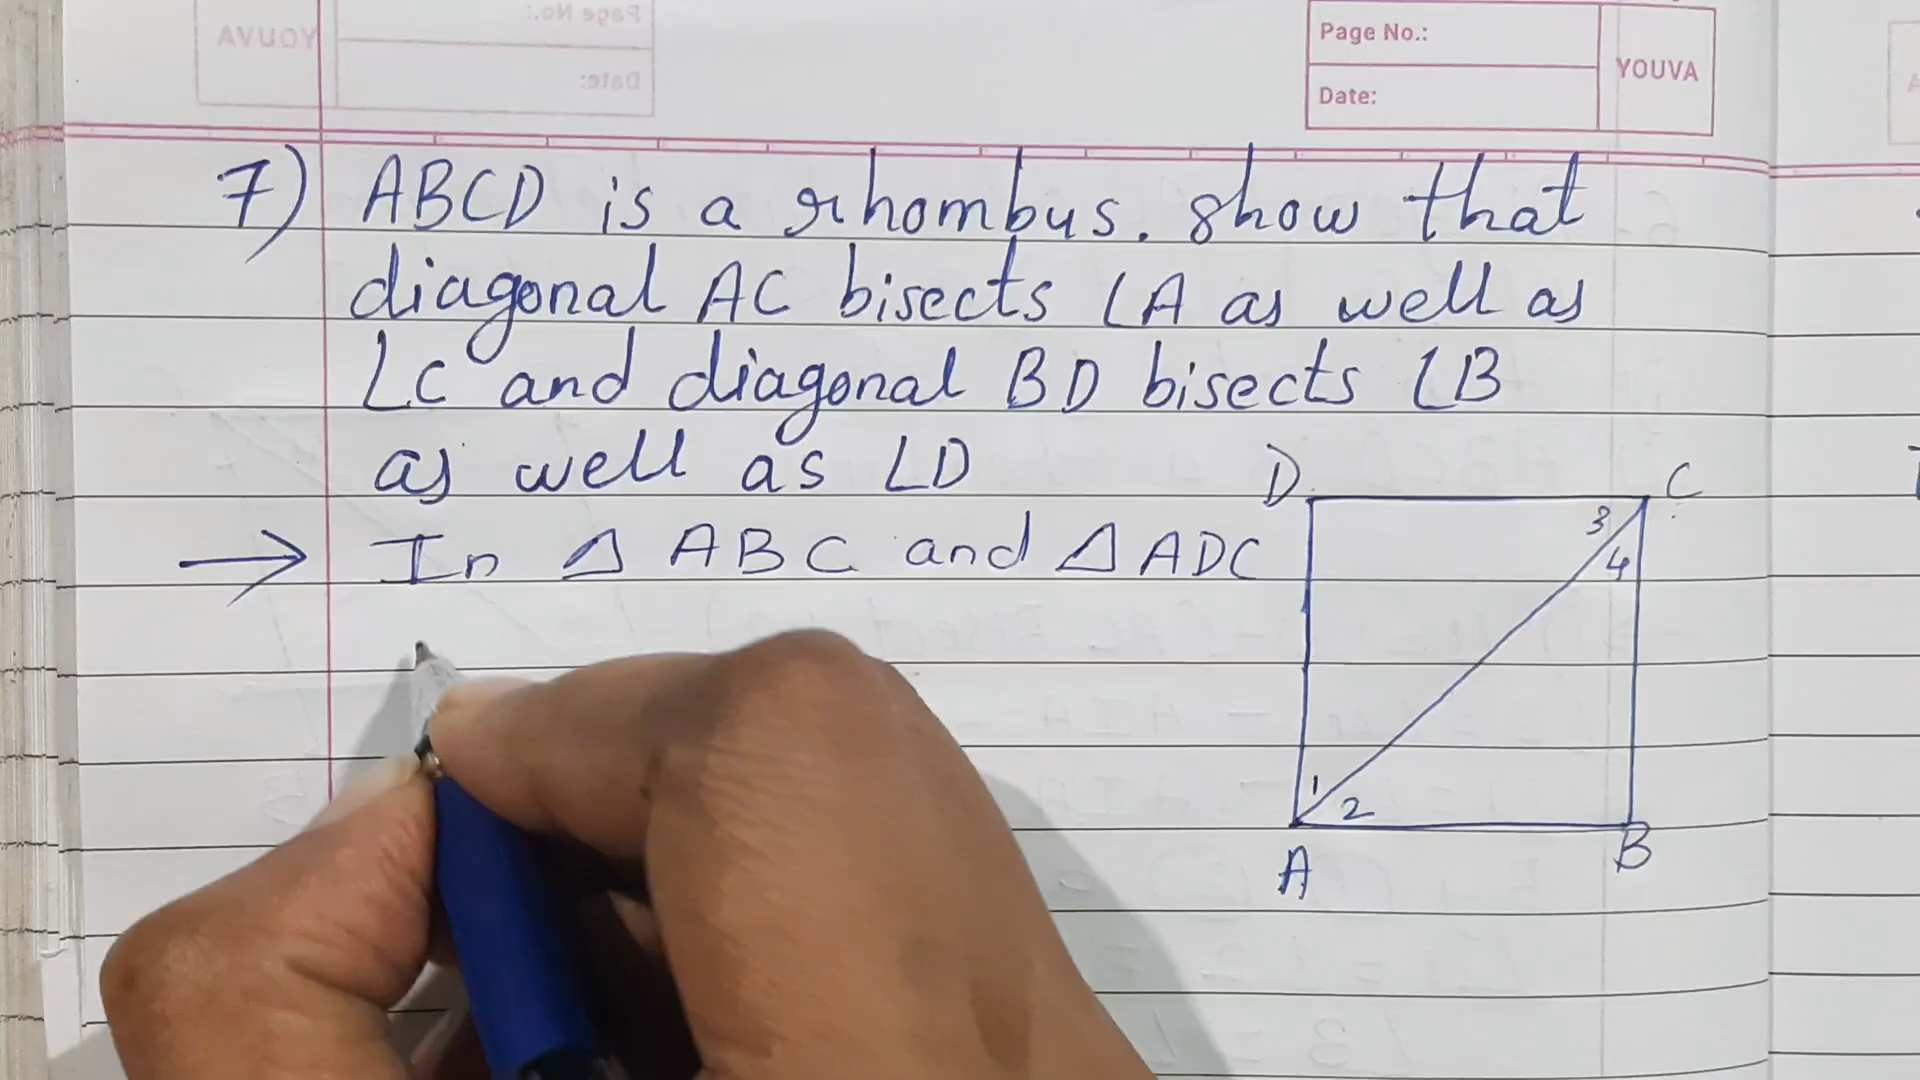 Page No.:
Date:
YOUVA
7) ABCD is a rhombus. show that
diagonal AC bisects ∠A as well as
∠C and diagonal BD bisects ∠B
as well as ∠D
→ In △ ABC and △ ADC
D C
3
4
1
2
A B